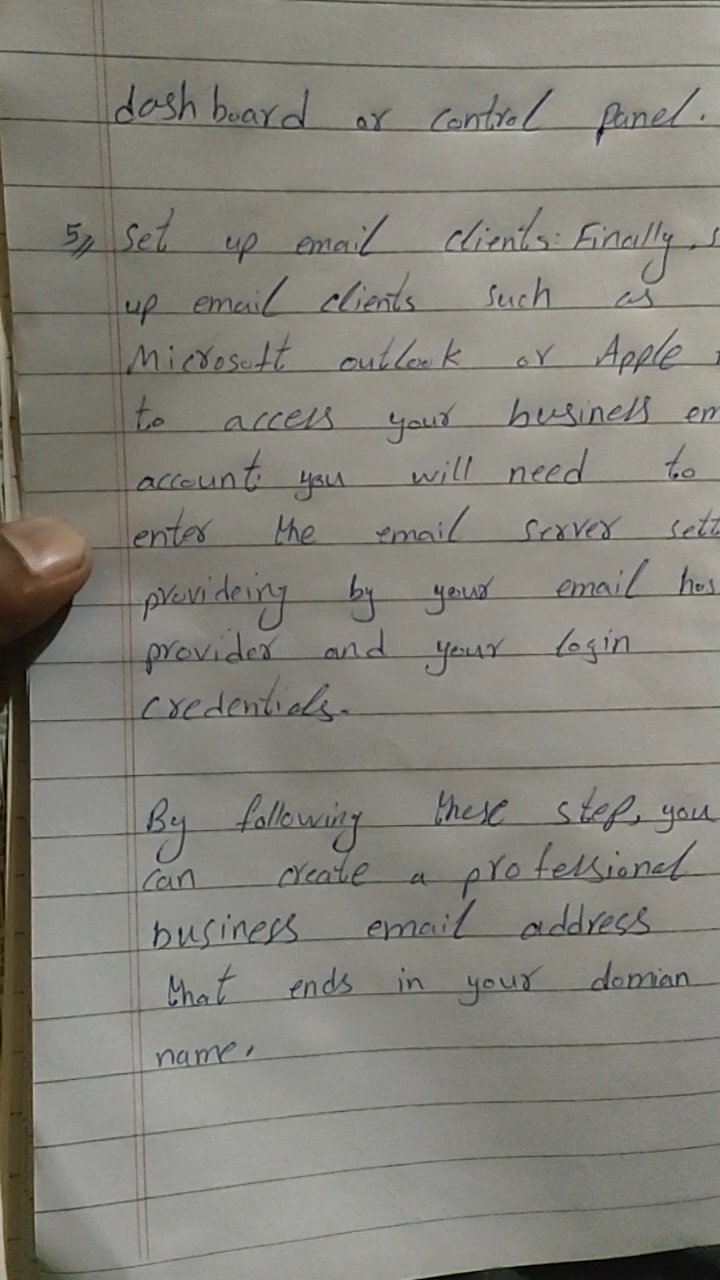 dashboard or control panel.
5) Set up email clients: Finally, s
up email clients such as
Microsoft outlook or Apple
to access your business em
account. you will need to
enter the email server sett
provideing by your email hos
provider and your login
credentials.
By following these step, you
can create a professional
business email address
that ends in your domian
name.